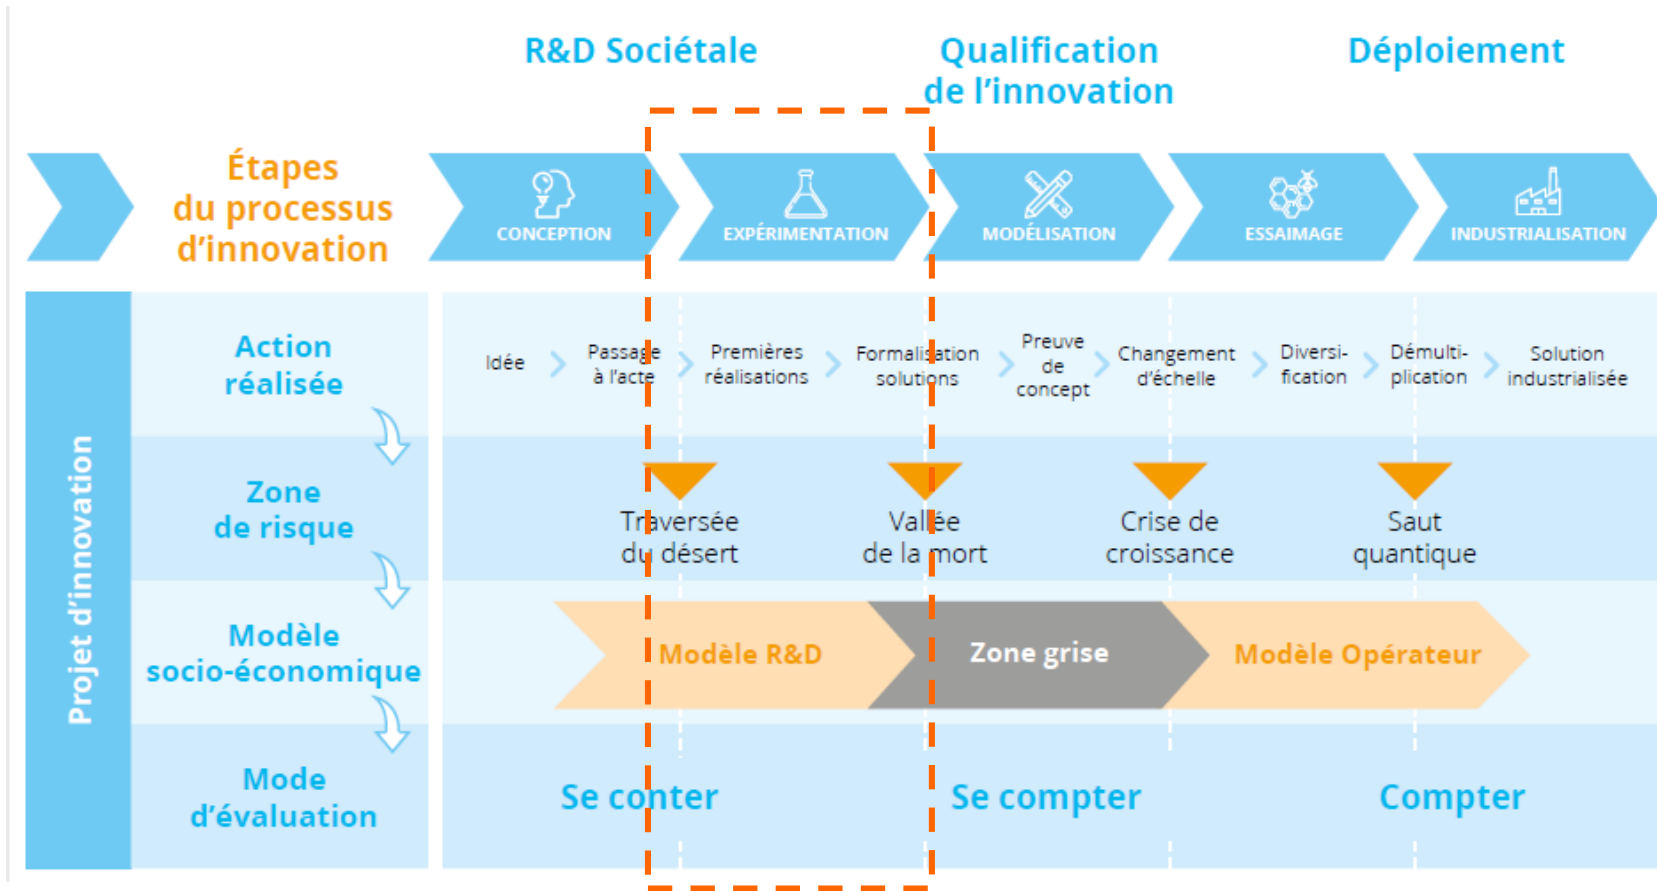 R&D Sociétale
Qualification
de l'innovation
Déploiement
Étapes
du processus
d'innovation
CONCEPTION
EXPÉRIMENTATION
MODÉLISATION
ESSAIMAGE
INDUSTRIALISATION
Projet d'innovation
Action
réalisée
Idée
Passage
à l'acte
Premières
réalisations
Formalisation
solutions
Preuve
de
concept
Changement
d'échelle
Diversi-
fication
Démulti-
plication
Solution
industrialisée
Zone
de risque
Traversée
du désert
Vallée
de la mort
Crise de
croissance
Saut
quantique
Modèle
socio-économique
Modèle R&D
Zone grise
Modèle Opérateur
Mode
d'évaluation
Se conter
Se compter
Compter